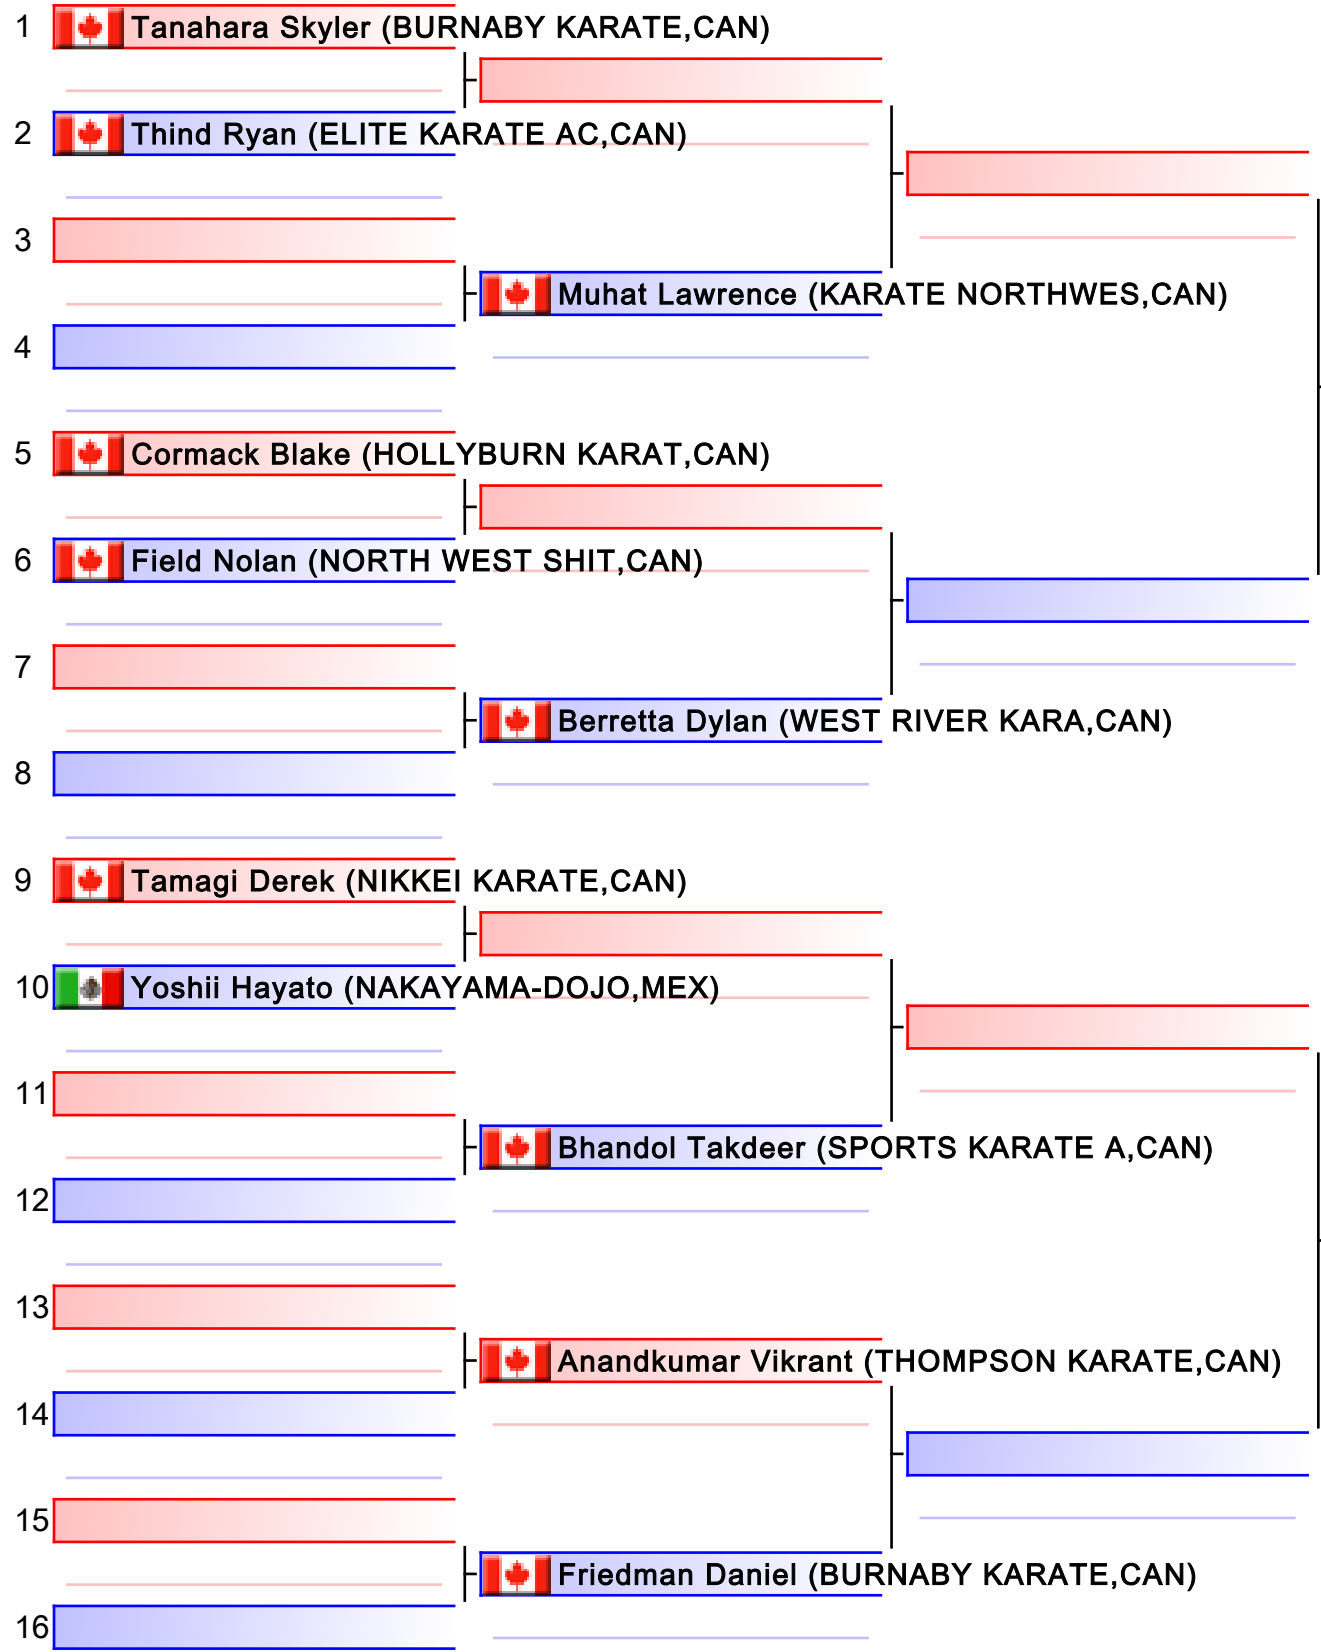 1 Tanahara Skyler (BURNABY KARATE,CAN)
2 Thind Ryan (ELITE KARATE AC,CAN)
3
Muhat Lawrence (KARATE NORTHWES,CAN)
4
5 Cormack Blake (HOLLYBURN KARAT,CAN)
6 Field Nolan (NORTH WEST SHIT,CAN)
7
Berretta Dylan (WEST RIVER KARA,CAN)
8
9 Tamagi Derek (NIKKEI KARATE,CAN)
10 Yoshii Hayato (NAKAYAMA-DOJO,MEX)
11
Bhandol Takdeer (SPORTS KARATE A,CAN)
12
13
Anandkumar Vikrant (THOMPSON KARATE,CAN)
14
15
Friedman Daniel (BURNABY KARATE,CAN)
16